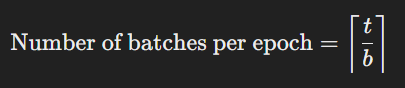 Number of batches per epoch = ⌈t/b⌉